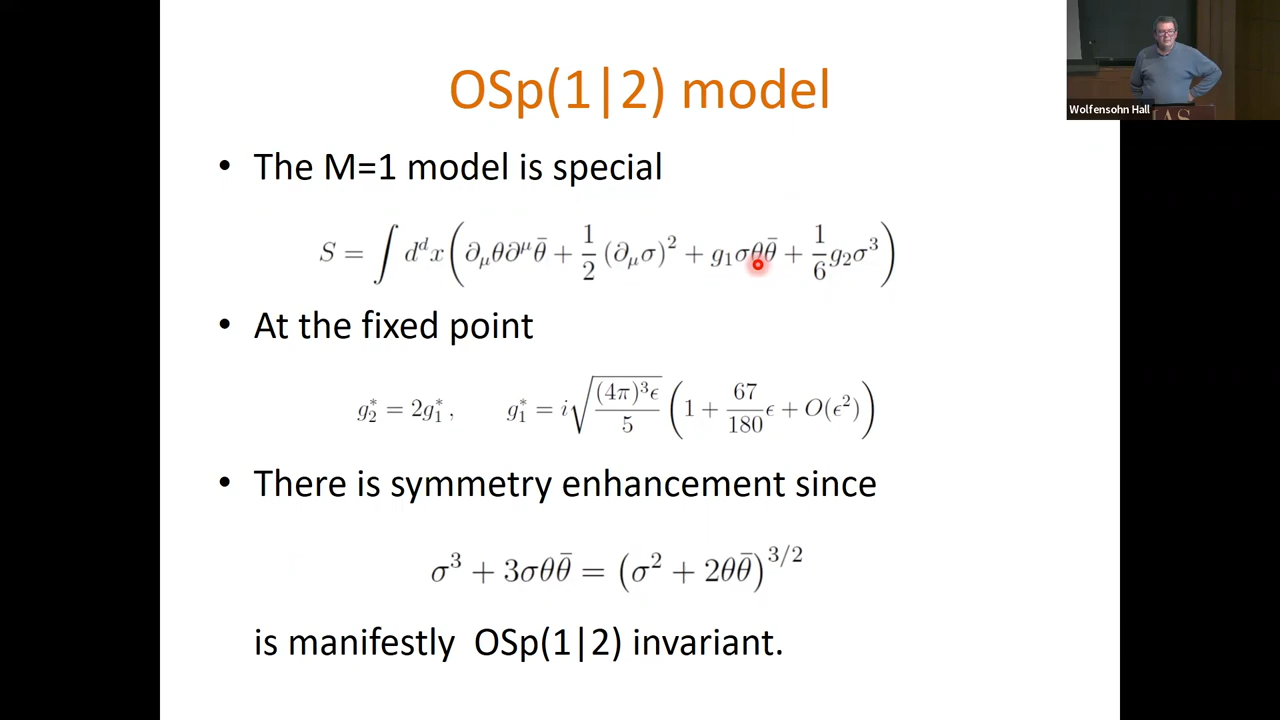 OSp(1|2) model
• The M=1 model is special
S = ∫ d^d x ( ∂_μ θ ∂^μ θ̄ + 1/2 (∂_μ σ)^2 + g_1 σ θ θ̄ + 1/6 g_2 σ^3 )
• At the fixed point
g_2^* = 2g_1^* , g_1^* = i √((4π)^3 ϵ / 5) ( 1 + 67/180 ϵ + O(ϵ^2) )
• There is symmetry enhancement since
σ^3 + 3σθθ̄ = (σ^2 + 2θθ̄)^{3/2}
is manifestly OSp(1|2) invariant.
Wolfensohn Hall